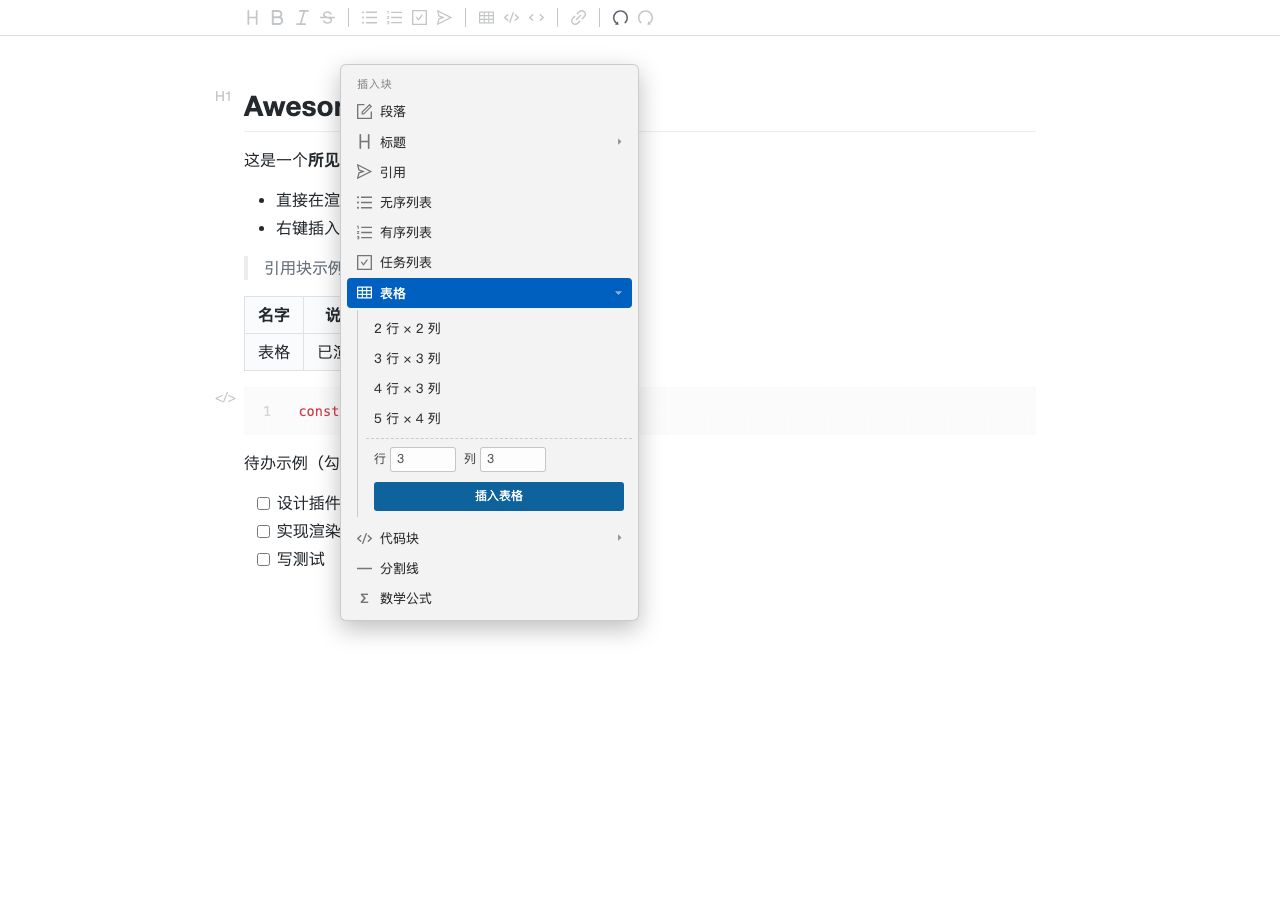 H1
Aweso
这是一个所见
直接在渲
右键插入
引用块示例
名字 说
表格 已渲
</>
1 const
待办示例（勾
设计插件
实现渲染
写测试
插入块
段落
标题
引用
无序列表
有序列表
任务列表
表格
2 行 × 2 列
3 行 × 3 列
4 行 × 3 列
5 行 × 4 列
行 3 列 3
插入表格
代码块
分割线
Σ 数学公式